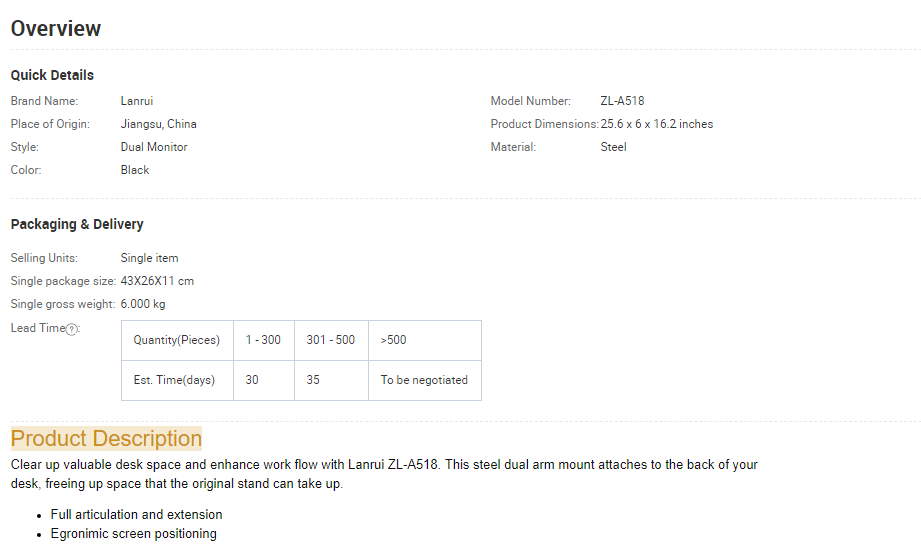 Overview
Quick Details
Brand Name: Lanrui Model Number: ZL-A518
Place of Origin: Jiangsu, China Product Dimensions: 25.6 x 6 x 16.2 inches
Style: Dual Monitor Material: Steel
Color: Black
Packaging & Delivery
Selling Units: Single item
Single package size: 43X26X11 cm
Single gross weight: 6.000 kg
Lead Time?:
Quantity(Pieces) 1 - 300 301 - 500 >500
Est. Time(days) 30 35 To be negotiated
Product Description
Clear up valuable desk space and enhance work flow with Lanrui ZL-A518. This steel dual arm mount attaches to the back of your
desk, freeing up space that the original stand can take up.
• Full articulation and extension
• Egronimic screen positioning